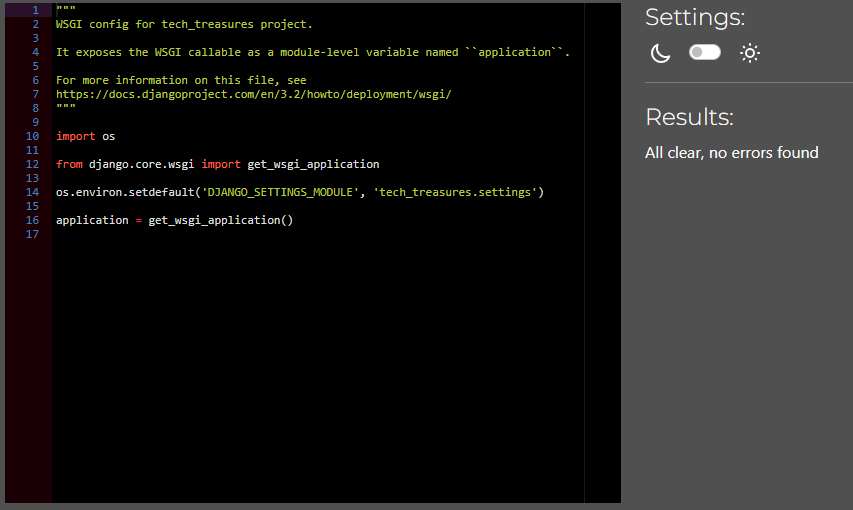 1 """
2 WSGI config for tech_treasures project.
3
4 It exposes the WSGI callable as a module-level variable named ``application``.
5
6 For more information on this file, see
7 https://docs.djangoproject.com/en/3.2/howto/deployment/wsgi/
8 """
9
10 import os
11
12 from django.core.wsgi import get_wsgi_application
13
14 os.environ.setdefault('DJANGO_SETTINGS_MODULE', 'tech_treasures.settings')
15
16 application = get_wsgi_application()
17
Settings:
Results:
All clear, no errors found